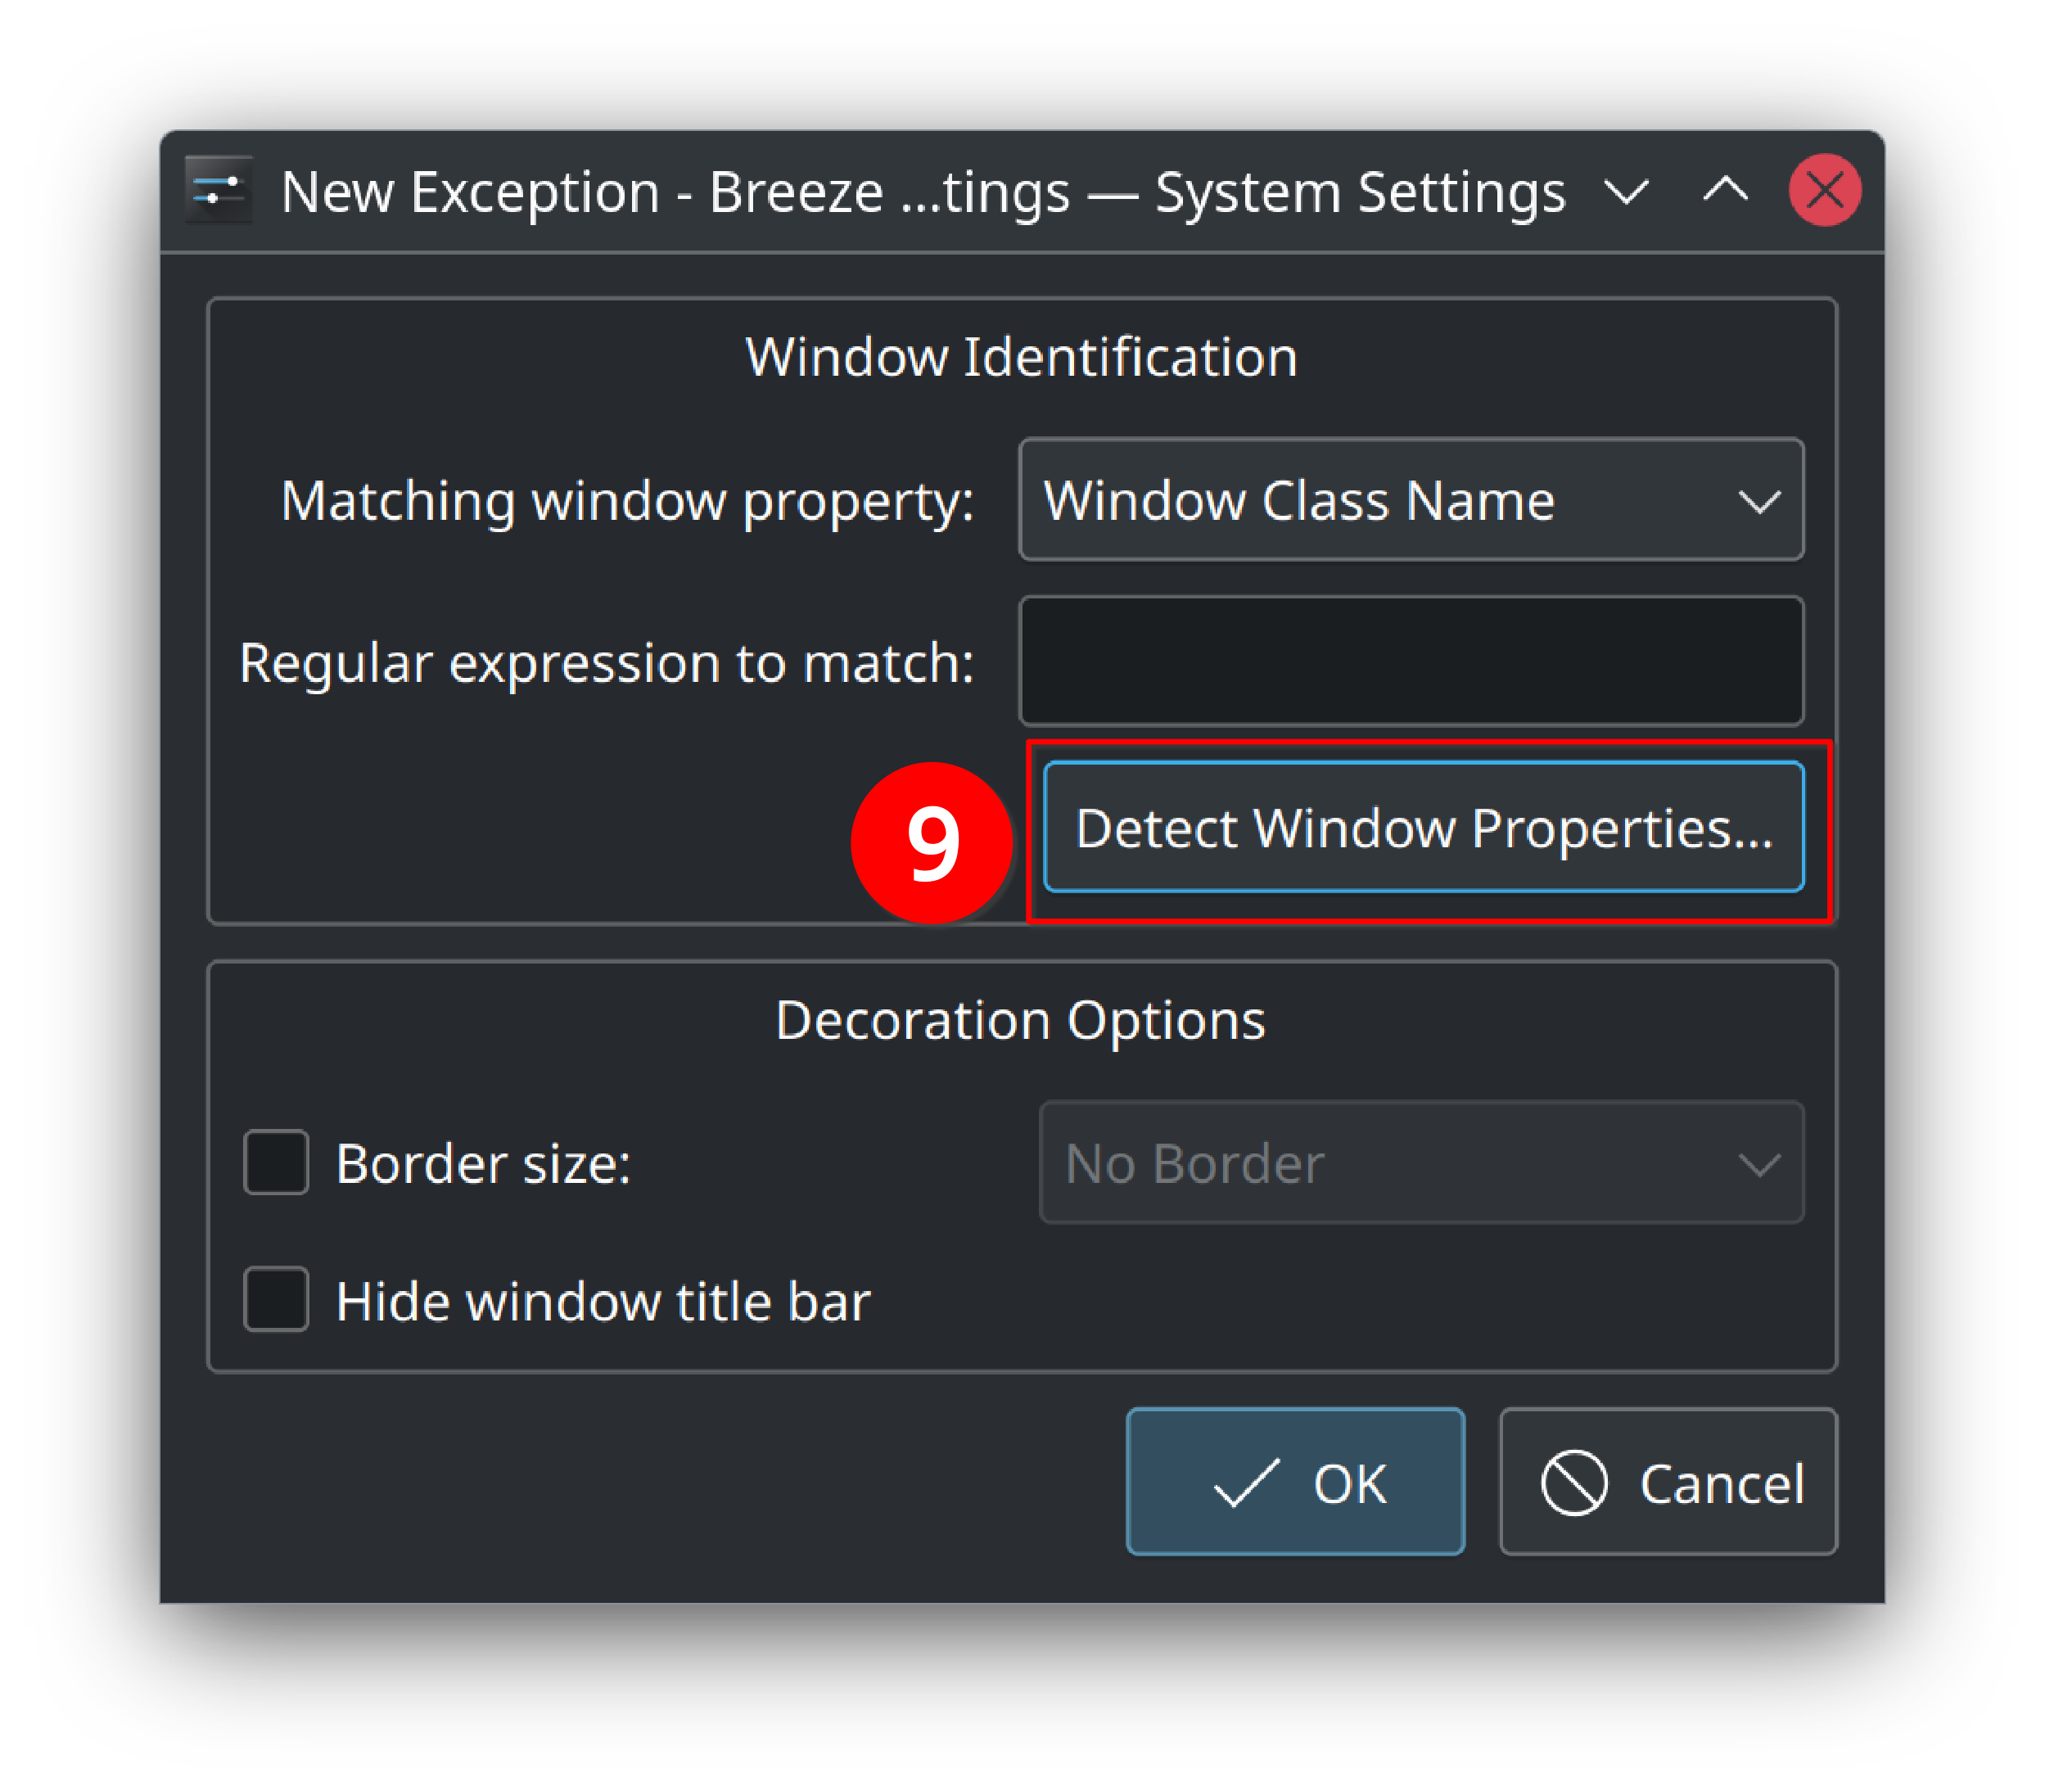 New Exception - Breeze ...tings — System Settings
Window Identification
Matching window property: Window Class Name
Regular expression to match:
9 Detect Window Properties...
Decoration Options
Border size: No Border
Hide window title bar
OK Cancel